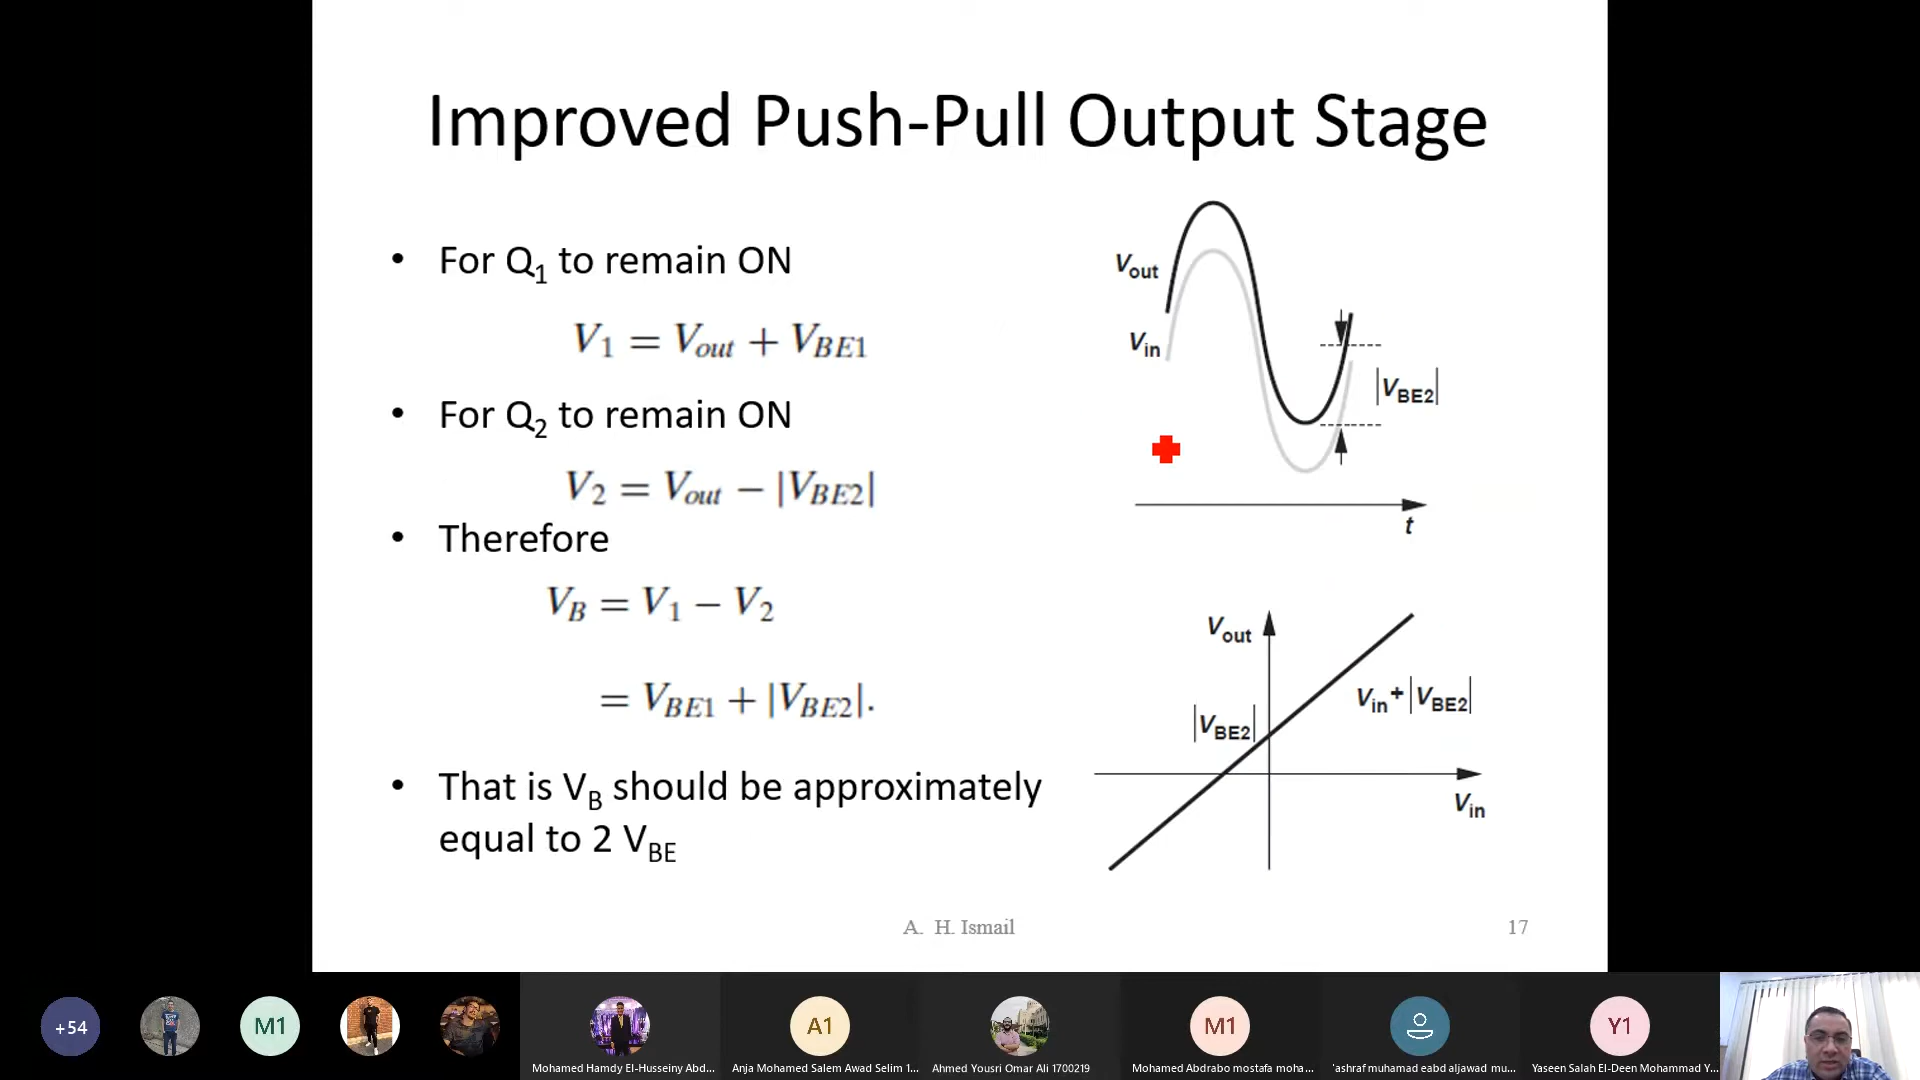 Improved Push-Pull Output Stage
• For Q1 to remain ON
V1 = Vout + VBE1
• For Q2 to remain ON
V2 = Vout − |VBE2|
• Therefore
VB = V1 − V2
= VBE1 + |VBE2|.
• That is VB should be approximately
equal to 2 VBE
Vout
Vin
|VBE2|
t
Vout
Vin + |VBE2|
|VBE2|
Vin
A. H. Ismail
17
+54
M1
A1
M1
Y1
Mohamed Hamdy El-Husseiny Abd...
Anja Mohamed Salem Awad Selim 1...
Ahmed Yousri Omar Ali 1700219
Mohamed Abdrabo mostafa moha...
'ashraf muhamad eabd aljawad mu...
Yaseen Salah El-Deen Mohammad Y...